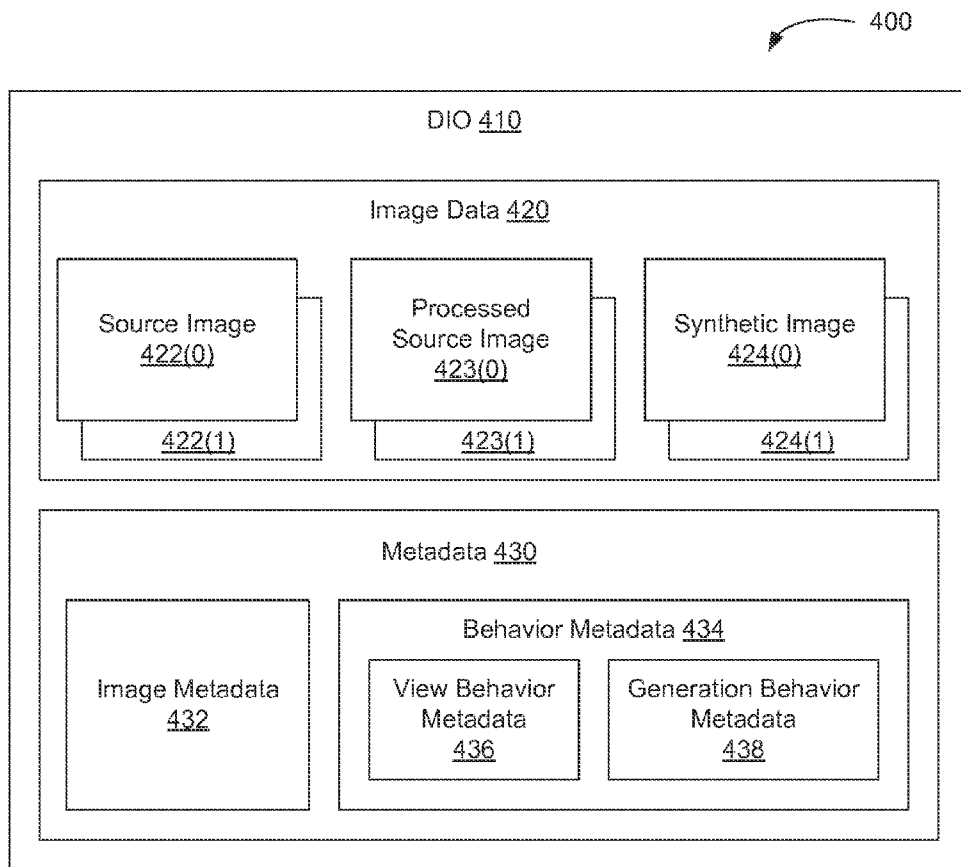 400
DIO 410
Image Data 420
Source Image
422(0)
422(1)
Processed
Source Image
423(0)
423(1)
Synthetic Image
424(0)
424(1)
Metadata 430
Image Metadata
432
Behavior Metadata 434
View Behavior
Metadata
436
Generation Behavior
Metadata
438